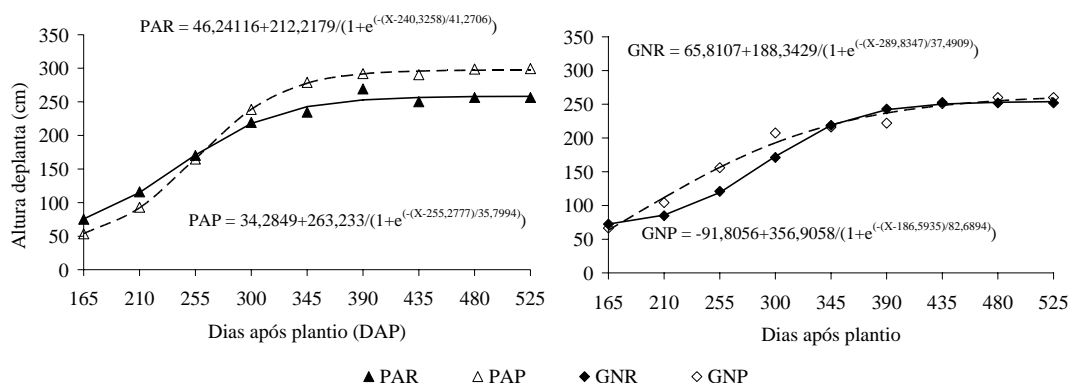 PAR = 46,24116+212,2179/(1+e(-(X-240,3258)/41,2706)
350
300
250
200
150
100
50
0
Altura deplanta (cm)
PAP = 34,2849+263,233/(1+e(-(X-255,2777)/35,7994)
165 210 255 300 345 390 435 480 525
Dias após plantio (DAP)
GNR = 65,8107+188,3429/(1+e(-(X-289,8347)/37,4909)
350
300
250
200
150
100
50
0
GNP = -91,8056+356,9058/(1+e(-(X-186,5935)/82,6894)
165 210 255 300 345 390 435 480 525
Dias após plantio
PAR PAP GNR GNP